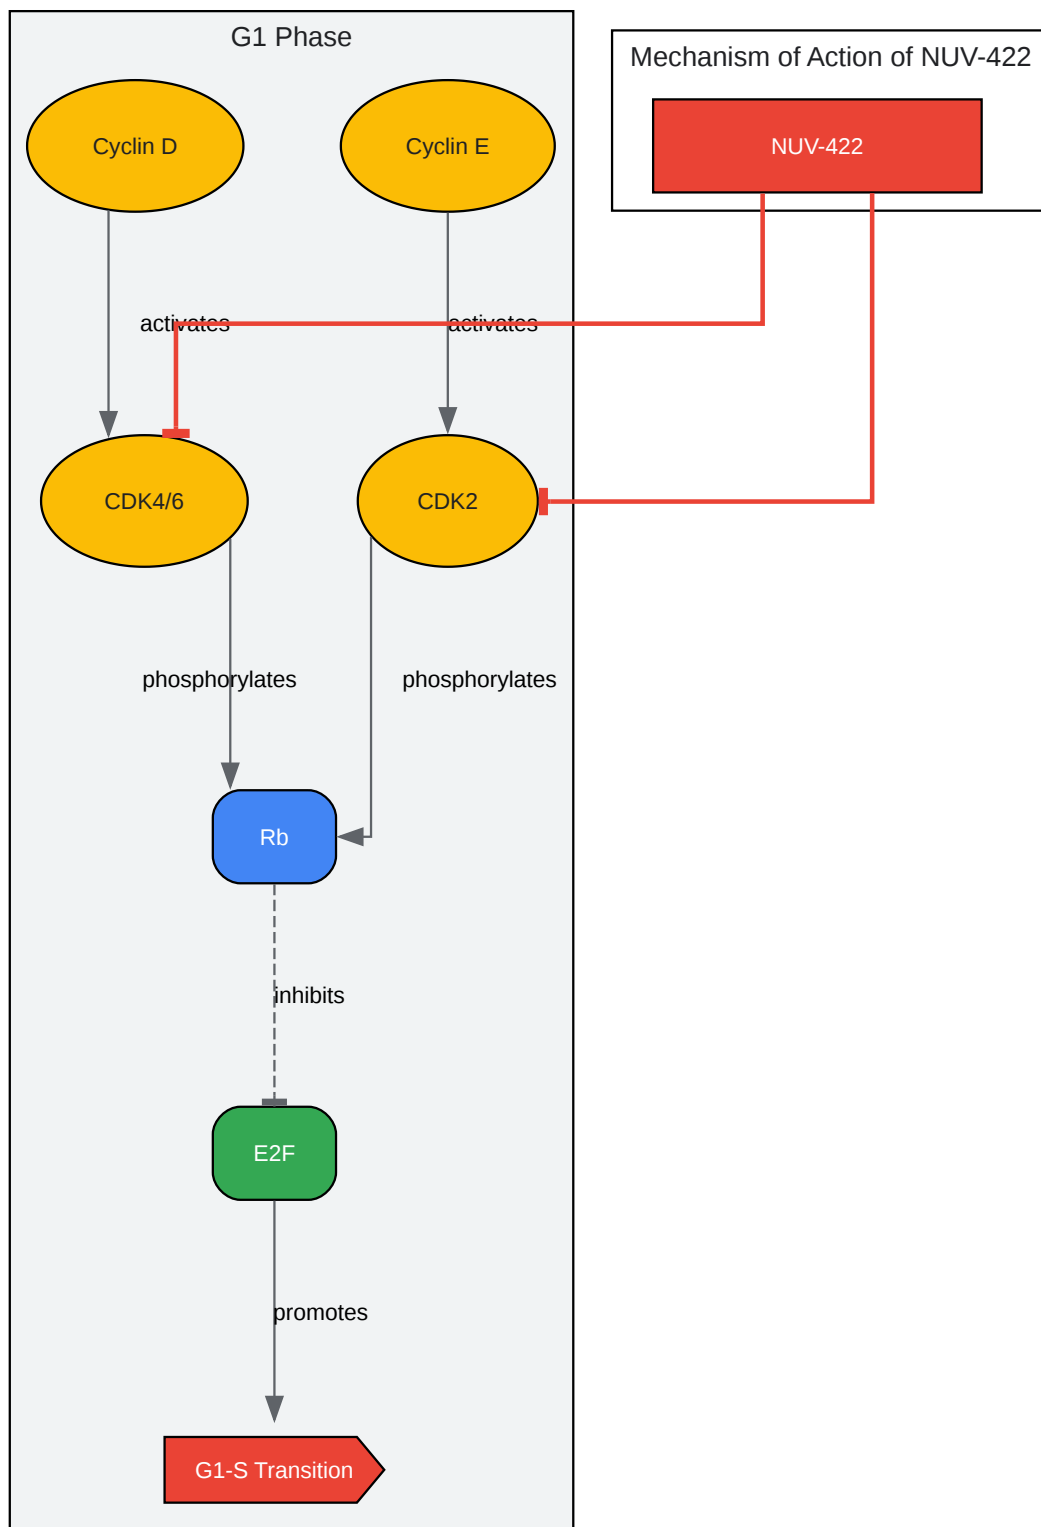 G1 Phase
Mechanism of Action of NUV-422
Cyclin D
Cyclin E
NUV-422
activates
activates
CDK4/6
CDK2
phosphorylates
phosphorylates
Rb
inhibits
E2F
promotes
G1-S Transition